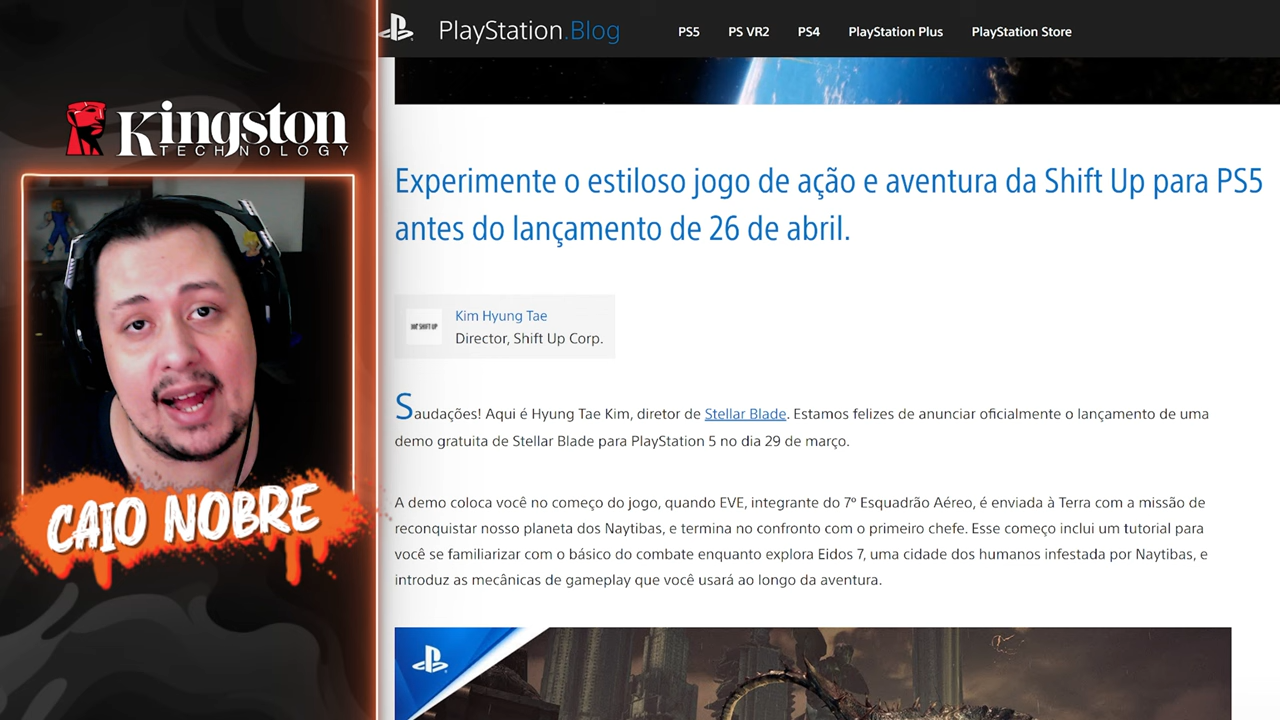 Kingston
TECHNOLOGY
CAIO NOBRE
PlayStation.Blog
PS5 PS VR2 PS4 PlayStation Plus PlayStation Store
Experimente o estiloso jogo de ação e aventura da Shift Up para PS5
antes do lançamento de 26 de abril.
SHIFT UP
Kim Hyung Tae
Director, Shift Up Corp.
Saudações! Aqui é Hyung Tae Kim, diretor de Stellar Blade. Estamos felizes de anunciar oficialmente o lançamento de uma
demo gratuita de Stellar Blade para PlayStation 5 no dia 29 de março.
A demo coloca você no começo do jogo, quando EVE, integrante do 7º Esquadrão Aéreo, é enviada à Terra com a missão de
reconquistar nosso planeta dos Naytibas, e termina no confronto com o primeiro chefe. Esse começo inclui um tutorial para
você se familiarizar com o básico do combate enquanto explora Eidos 7, uma cidade dos humanos infestada por Naytibas, e
introduz as mecânicas de gameplay que você usará ao longo da aventura.